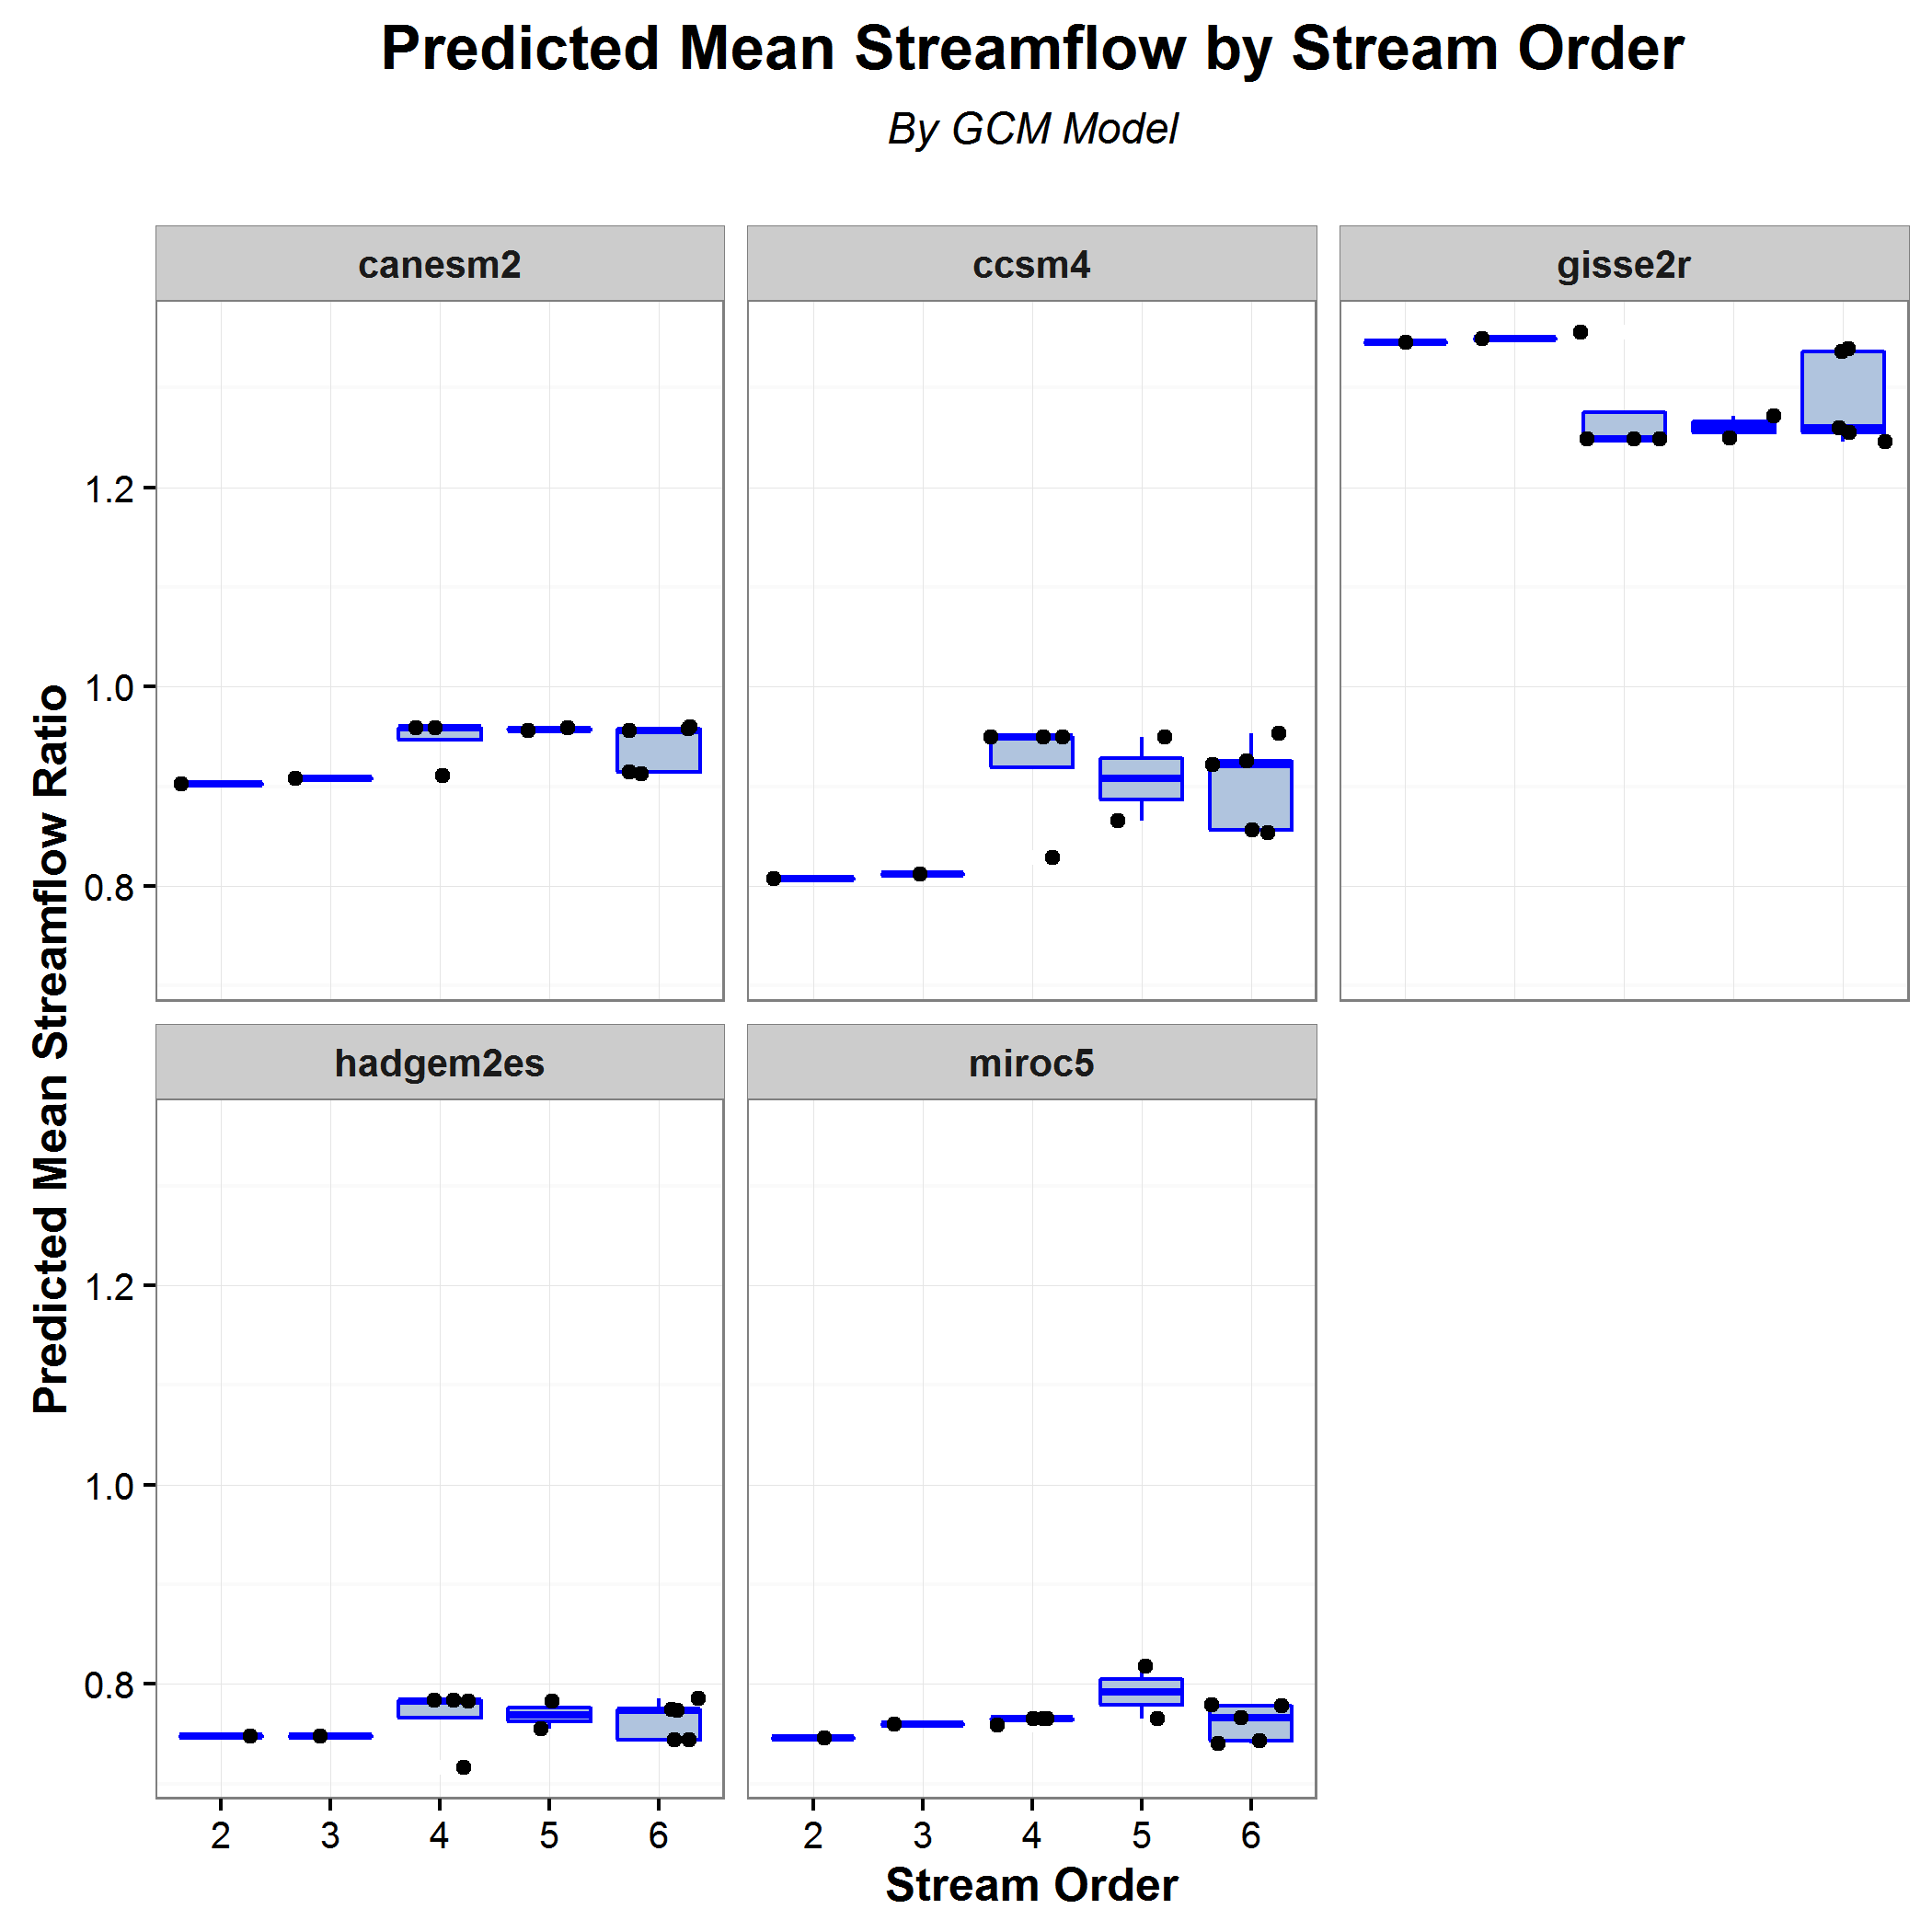 Predicted Mean Streamflow by Stream Order
By GCM Model
canesm2
ccsm4
gisse2r
1.2
1.0
0.8
Predicted Mean Streamflow Ratio
hadgem2es
miroc5
1.2
1.0
0.8
2 3 4 5 6
2 3 4 5 6
Stream Order